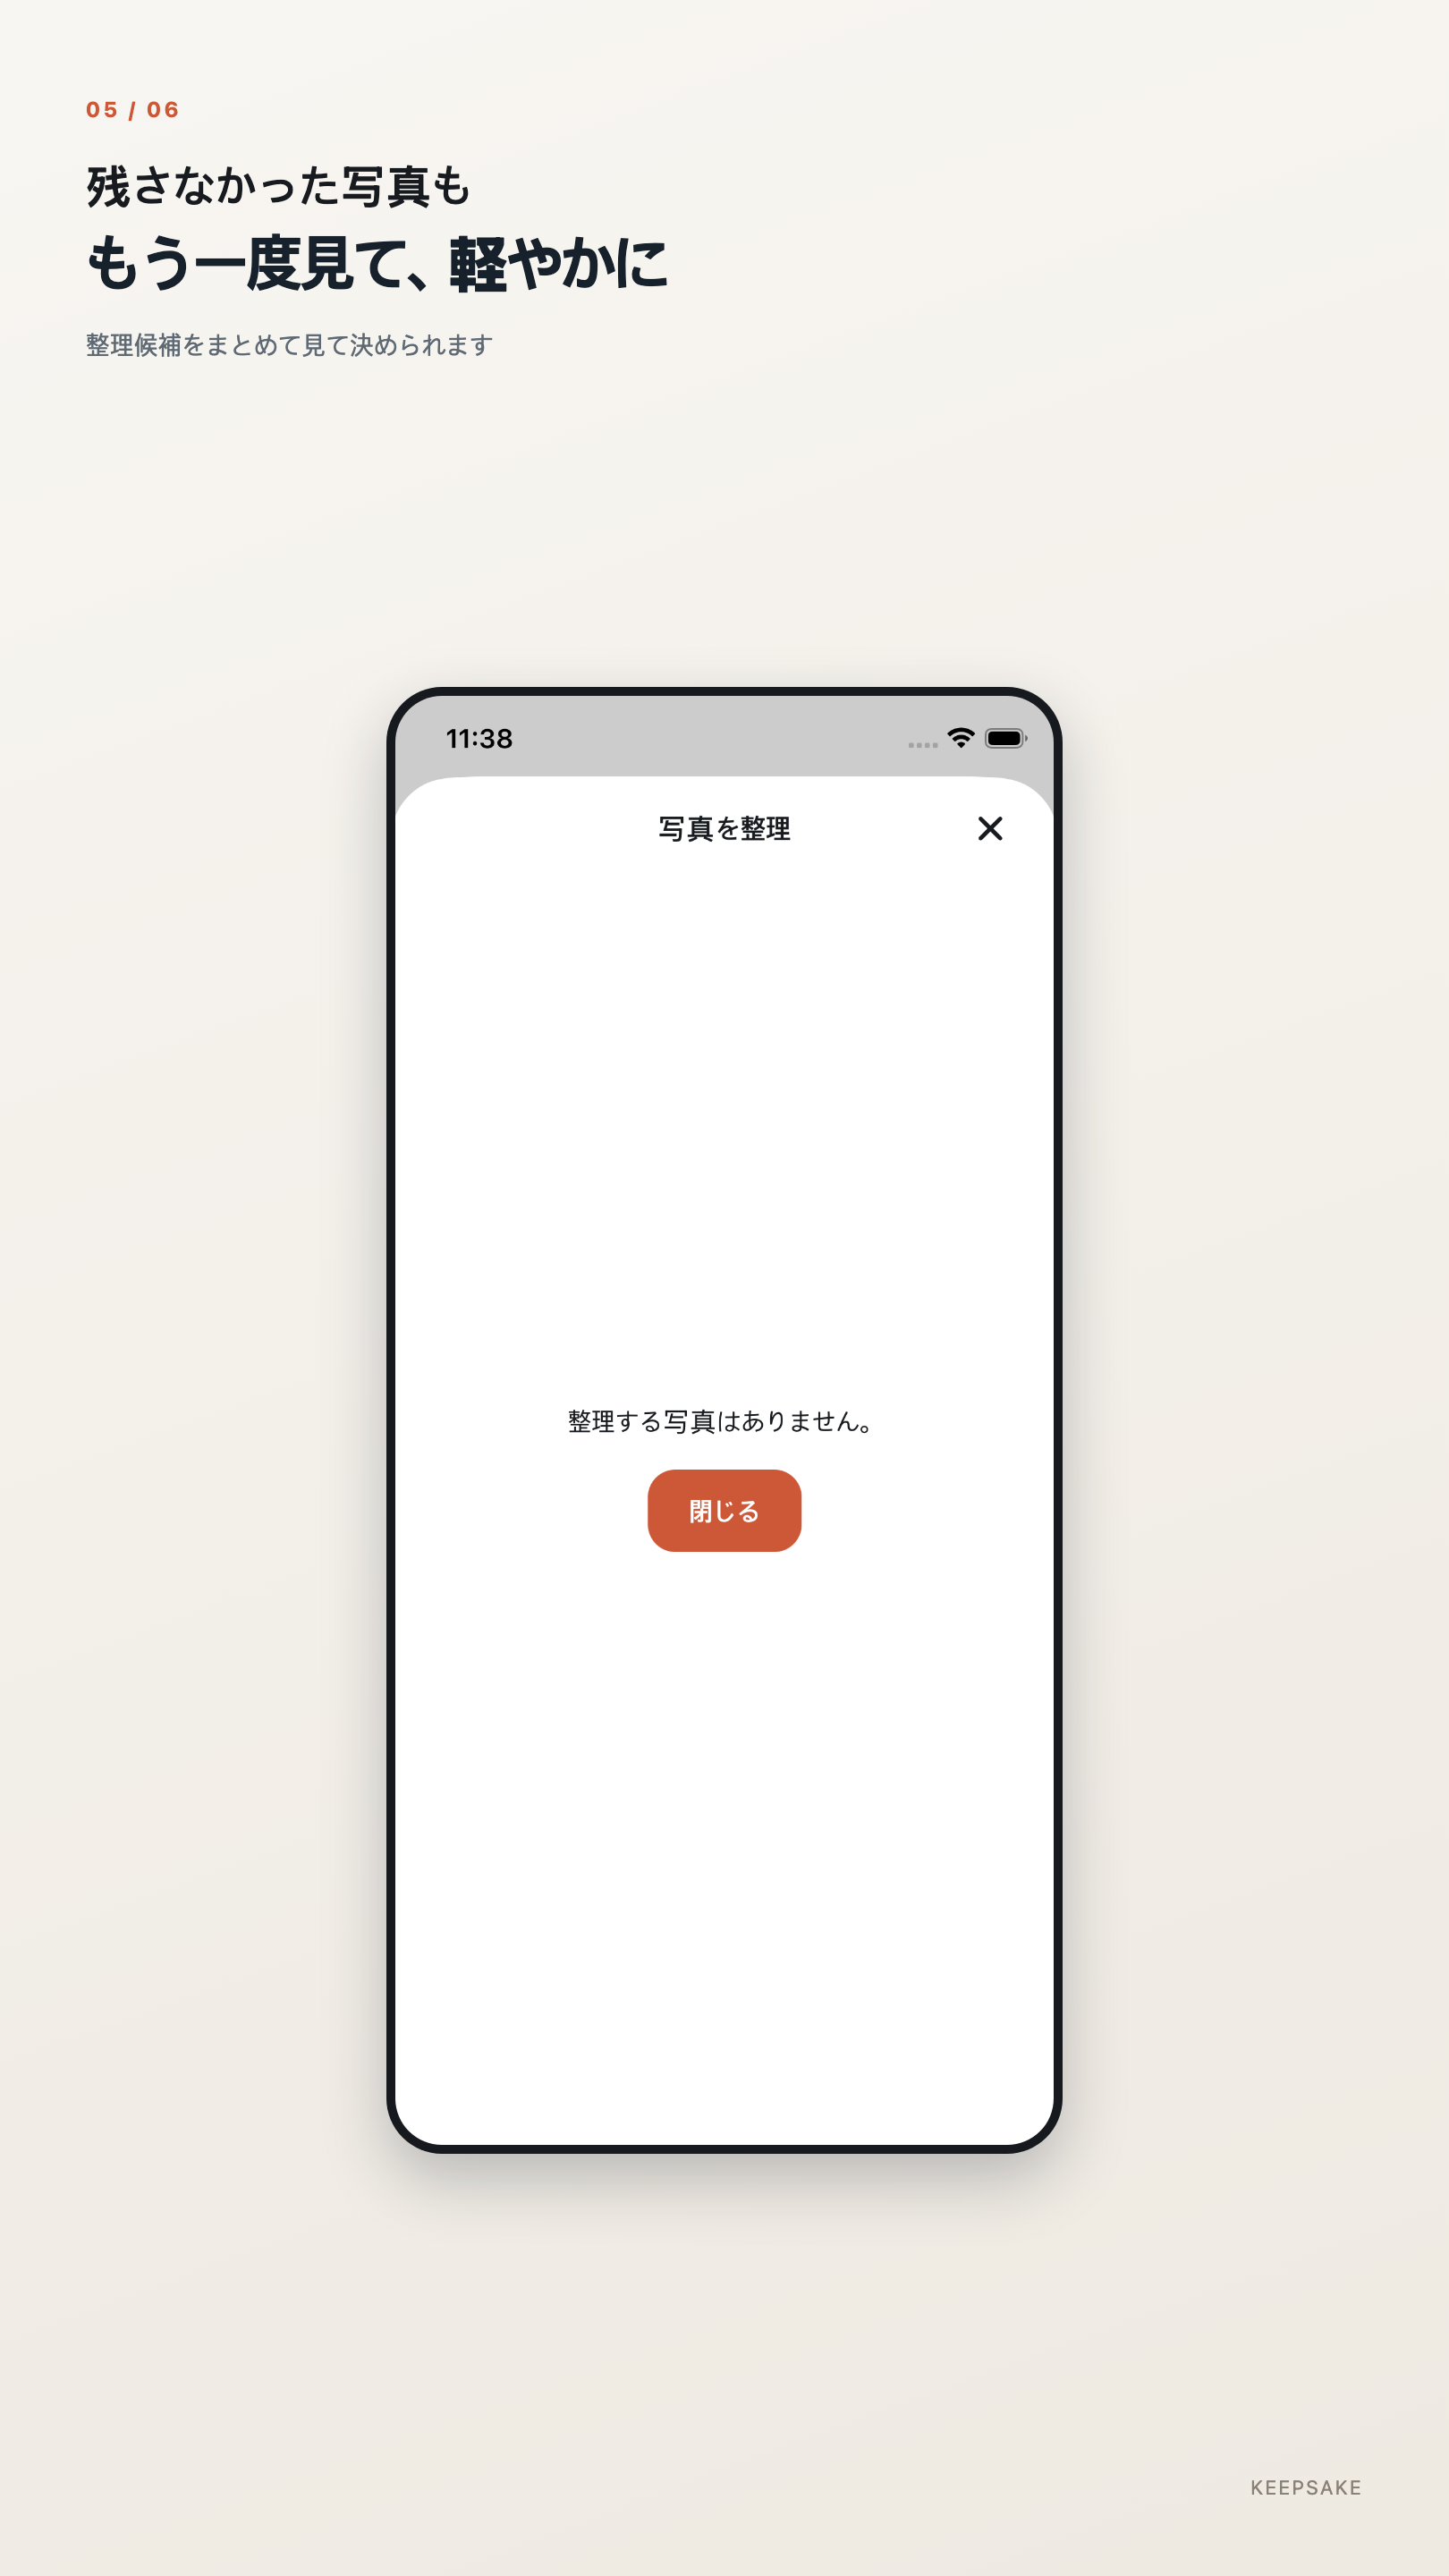 05 / 06
残さなかった写真も
もう一度見て、軽やかに
整理候補をまとめて見て決められます
11:38
写真を整理
整理する写真はありません。
閉じる
KEEPSAKE